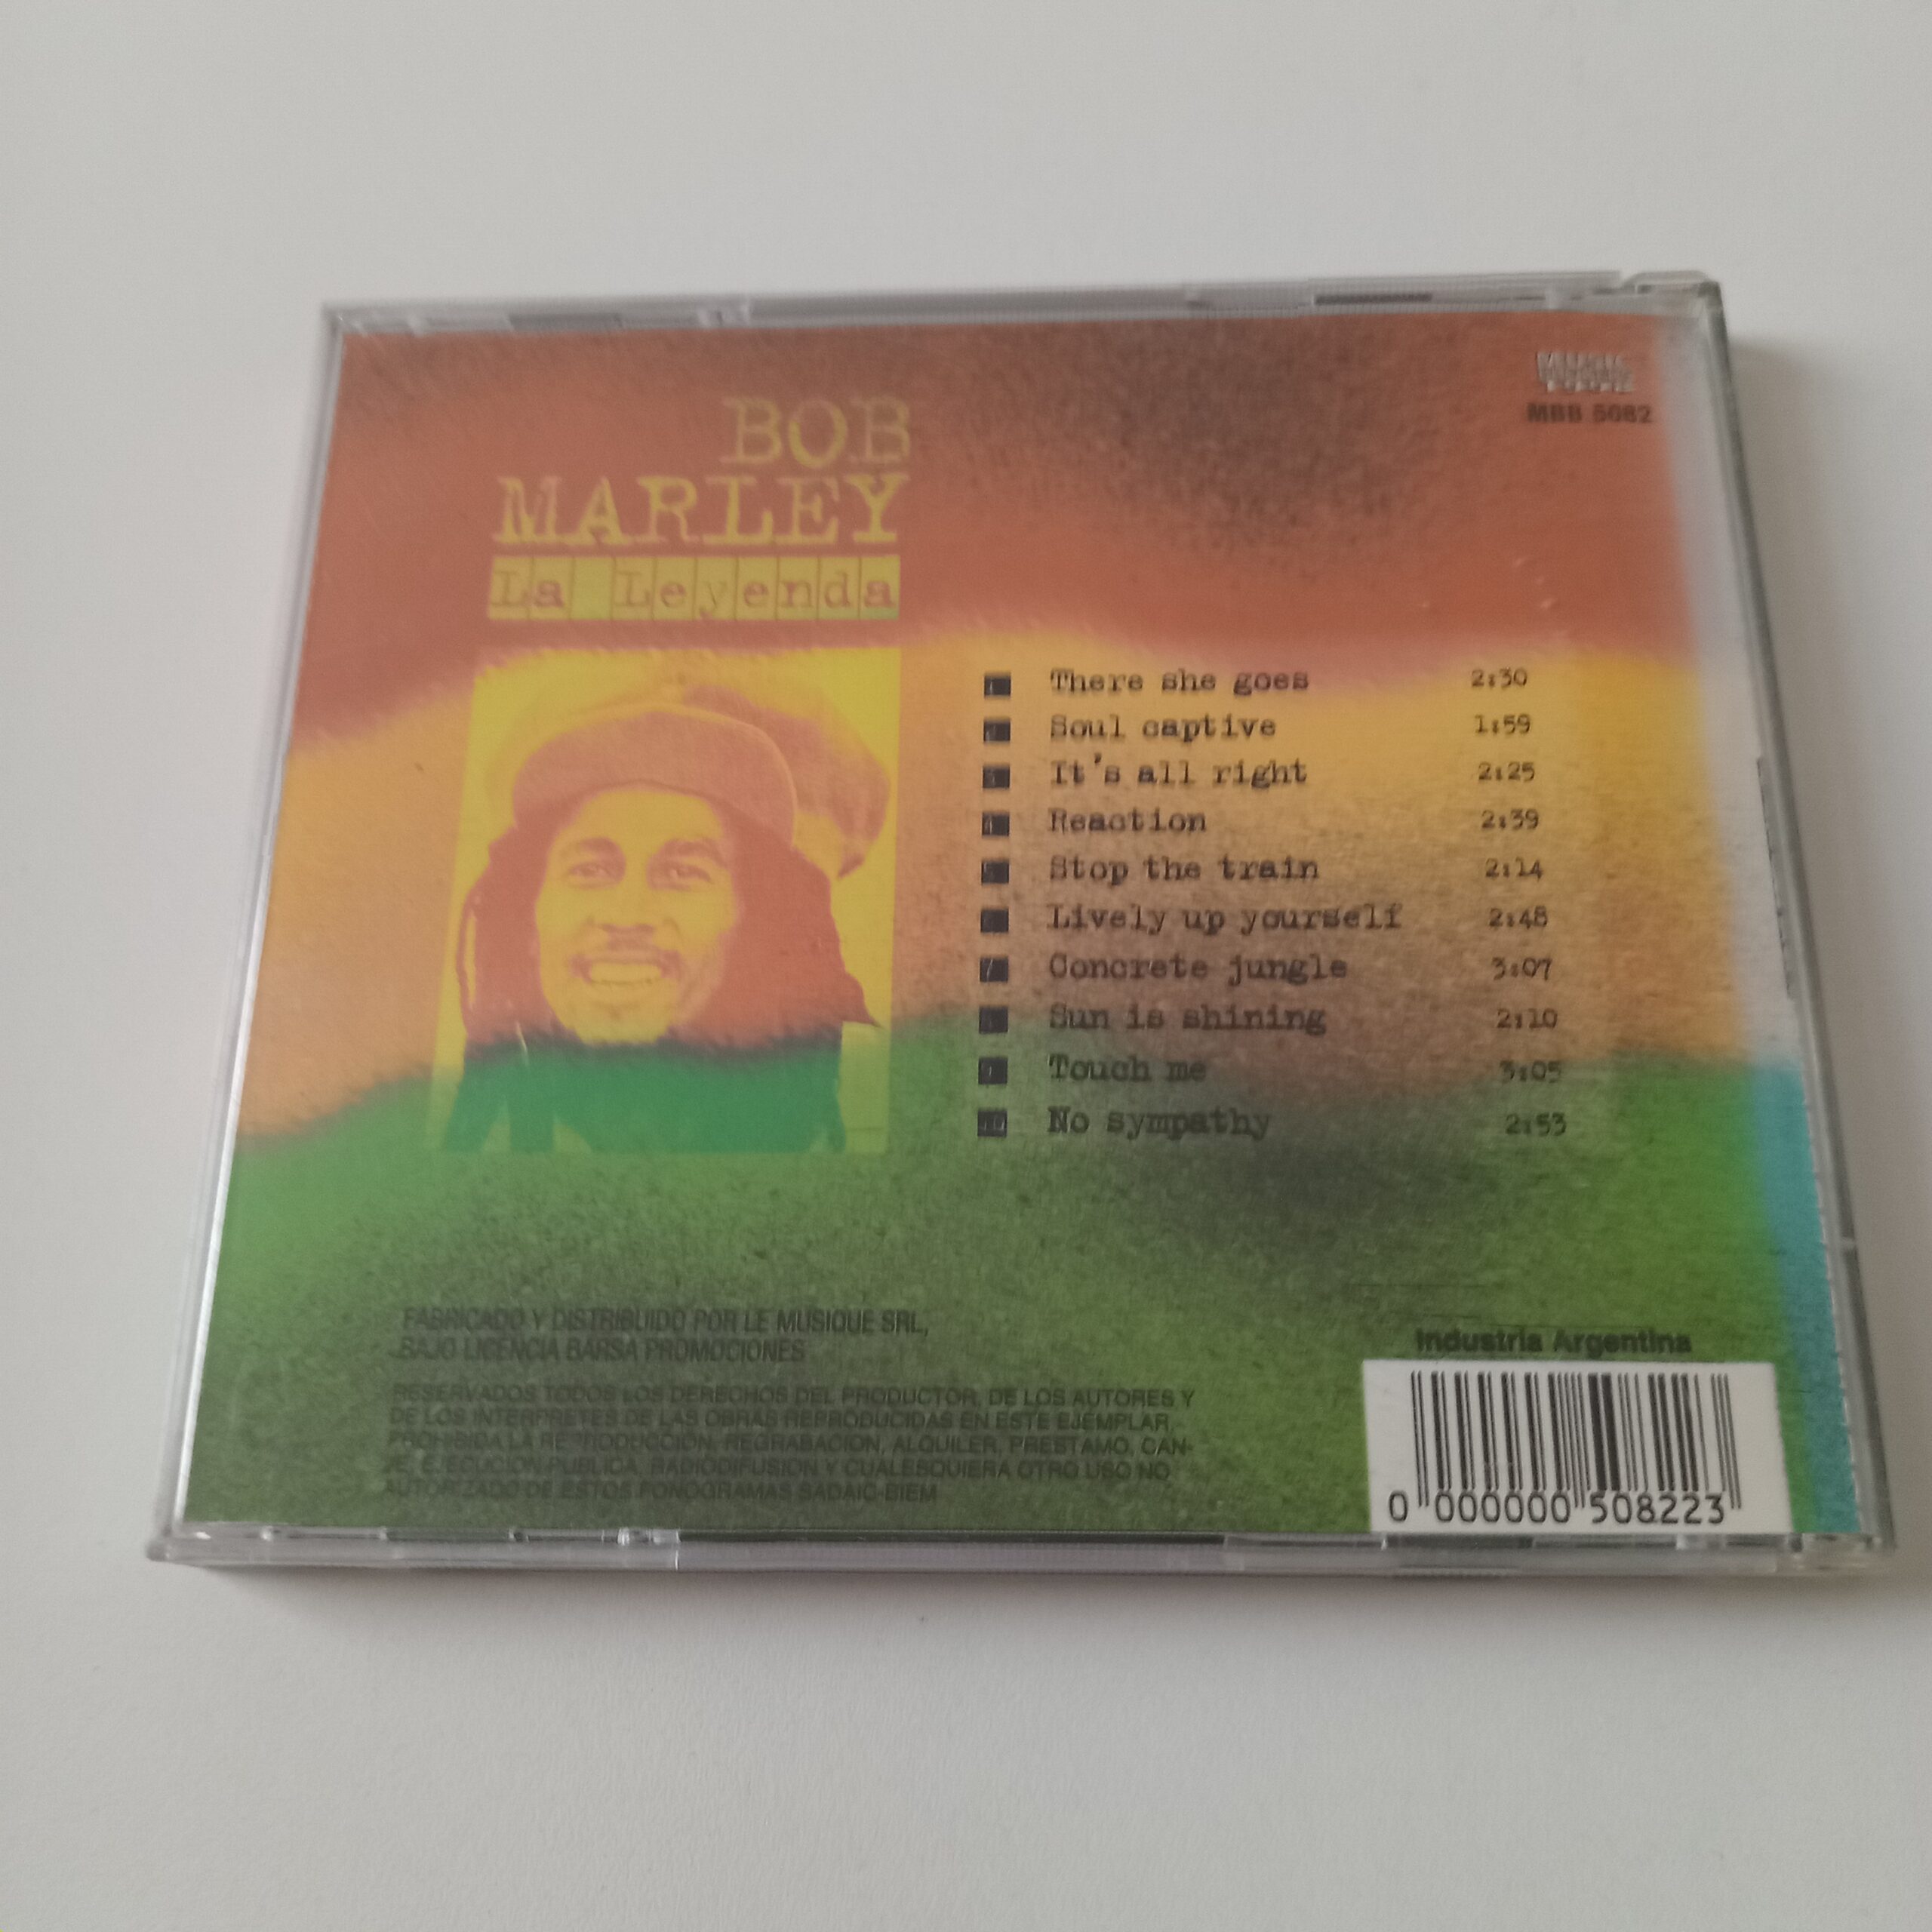 MUSIC
MBB 5082
BOB
MARLEY
La Leyenda
1 There she goes 2:30
Soul captive 1:59
It's all right 2:25
4 Reaction 2:39
Stop the train 2:14
Lively up yourself 2:48
7 Concrete jungle 3:07
Sun is shining 2:10
Touch me 3:05
10 No sympathy 2:53
FABRICADO Y DISTRIBUIDO POR LE MUSIQUE SRL,
BAJO LICENCIA BARSA PROMOCIONES
RESERVADOS TODOS LOS DERECHOS DEL PRODUCTOR, DE LOS AUTORES Y
DE LOS INTERPRETES DE LAS OBRAS REPRODUCIDAS EN ESTE EJEMPLAR,
PROHIBIDA LA REPRODUCCION, REGRABACION, ALQUILER, PRESTAMO, CAN-
JE, EJECUCION PUBLICA, RADIODIFUSION Y CUALESQUIERA OTRO USO NO
AUTORIZADO DE ESTOS FONOGRAMAS SADAIC-BIEM
Industria Argentina
0 000000 508223